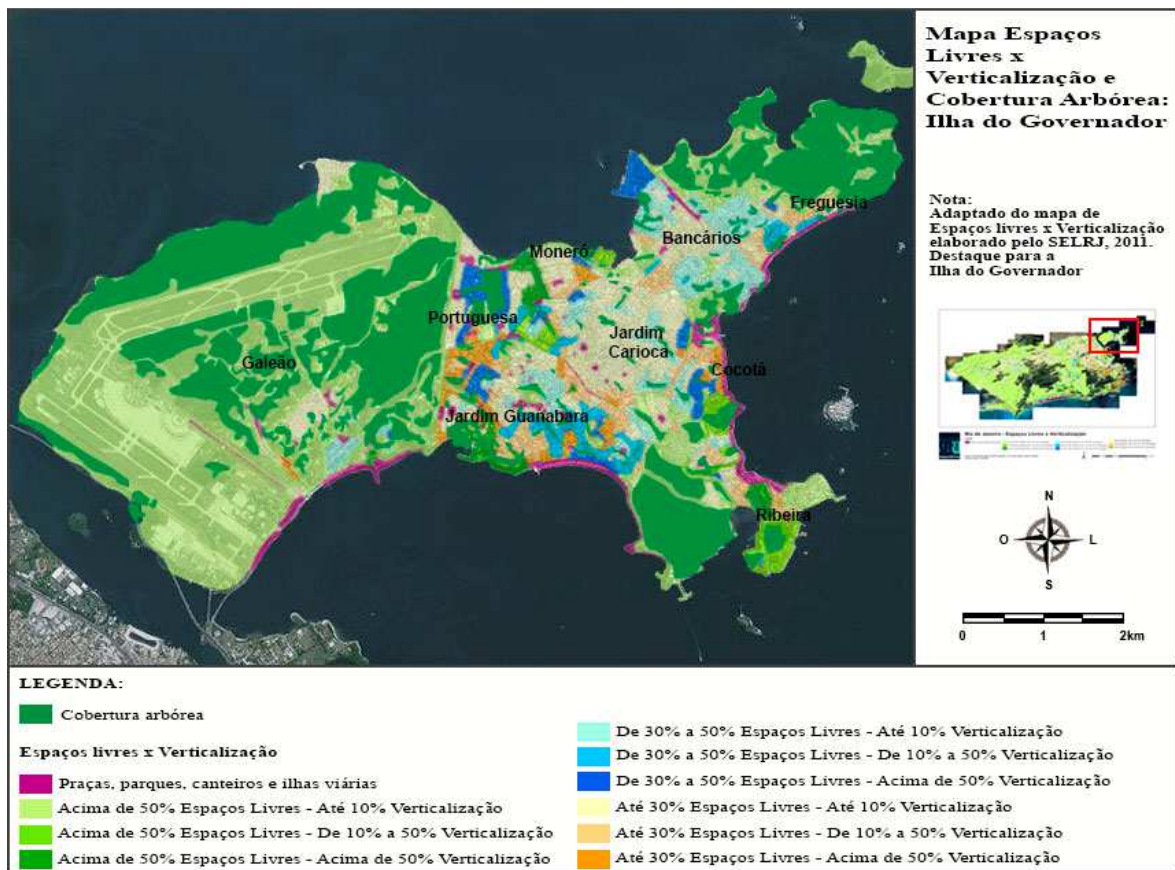 Mapa Espaços
Livres x
Verticalização e
Cobertura Arbórea:
Ilha do Governador
Nota:
Adaptado do mapa de
Espaços livres x Verticalização
elaborado pelo SELRJ, 2011.
Destaque para a
Ilha do Governador
Freguesia
Bancários
Moneró
Portuguesa
Jardim
Carioca
Galeão
Cocotá
Jardim Guanabara
Ribeira
Rio de Janeiro - Espaços Livres x Verticalização
N
O
L
S
0
1
2km
LEGENDA:
Cobertura arbórea
Espaços livres x Verticalização
Praças, parques, canteiros e ilhas viárias
Acima de 50% Espaços Livres - Até 10% Verticalização
Acima de 50% Espaços Livres - De 10% a 50% Verticalização
Acima de 50% Espaços Livres - Acima de 50% Verticalização
De 30% a 50% Espaços Livres - Até 10% Verticalização
De 30% a 50% Espaços Livres - De 10% a 50% Verticalização
De 30% a 50% Espaços Livres - Acima de 50% Verticalização
Até 30% Espaços Livres - Até 10% Verticalização
Até 30% Espaços Livres - De 10% a 50% Verticalização
Até 30% Espaços Livres - Acima de 50% Verticalização